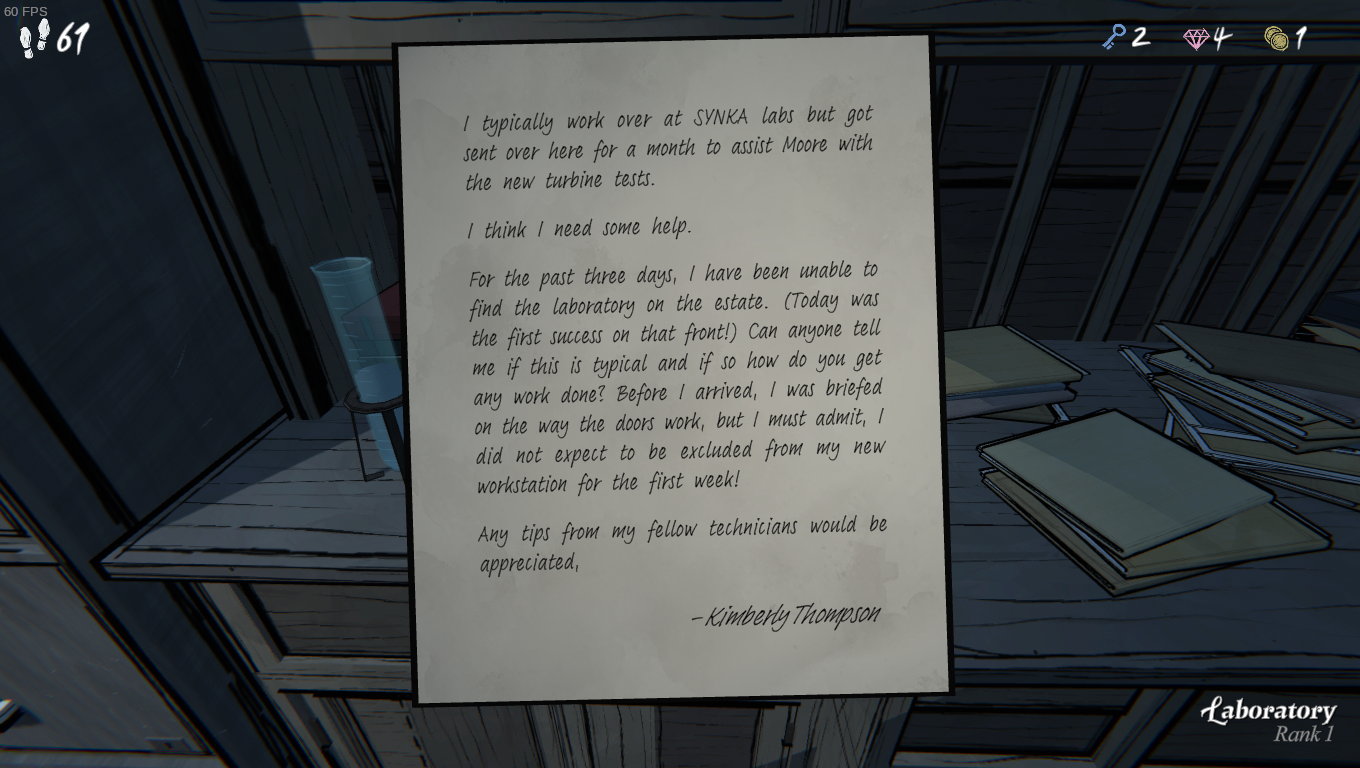 60 FPS
61
2
4
1
I typically work over at SYNKA labs but got
sent over here for a month to assist Moore with
the new turbine tests.
I think I need some help.
For the past three days, I have been unable to
find the laboratory on the estate. (Today was
the first success on that front!) Can anyone tell
me if this is typical and if so how do you get
any work done? Before I arrived, I was briefed
on the way the doors work, but I must admit, I
did not expect to be excluded from my new
workstation for the first week!
Any tips from my fellow technicians would be
appreciated,
–Kimberly Thompson
Laboratory
Rank 1